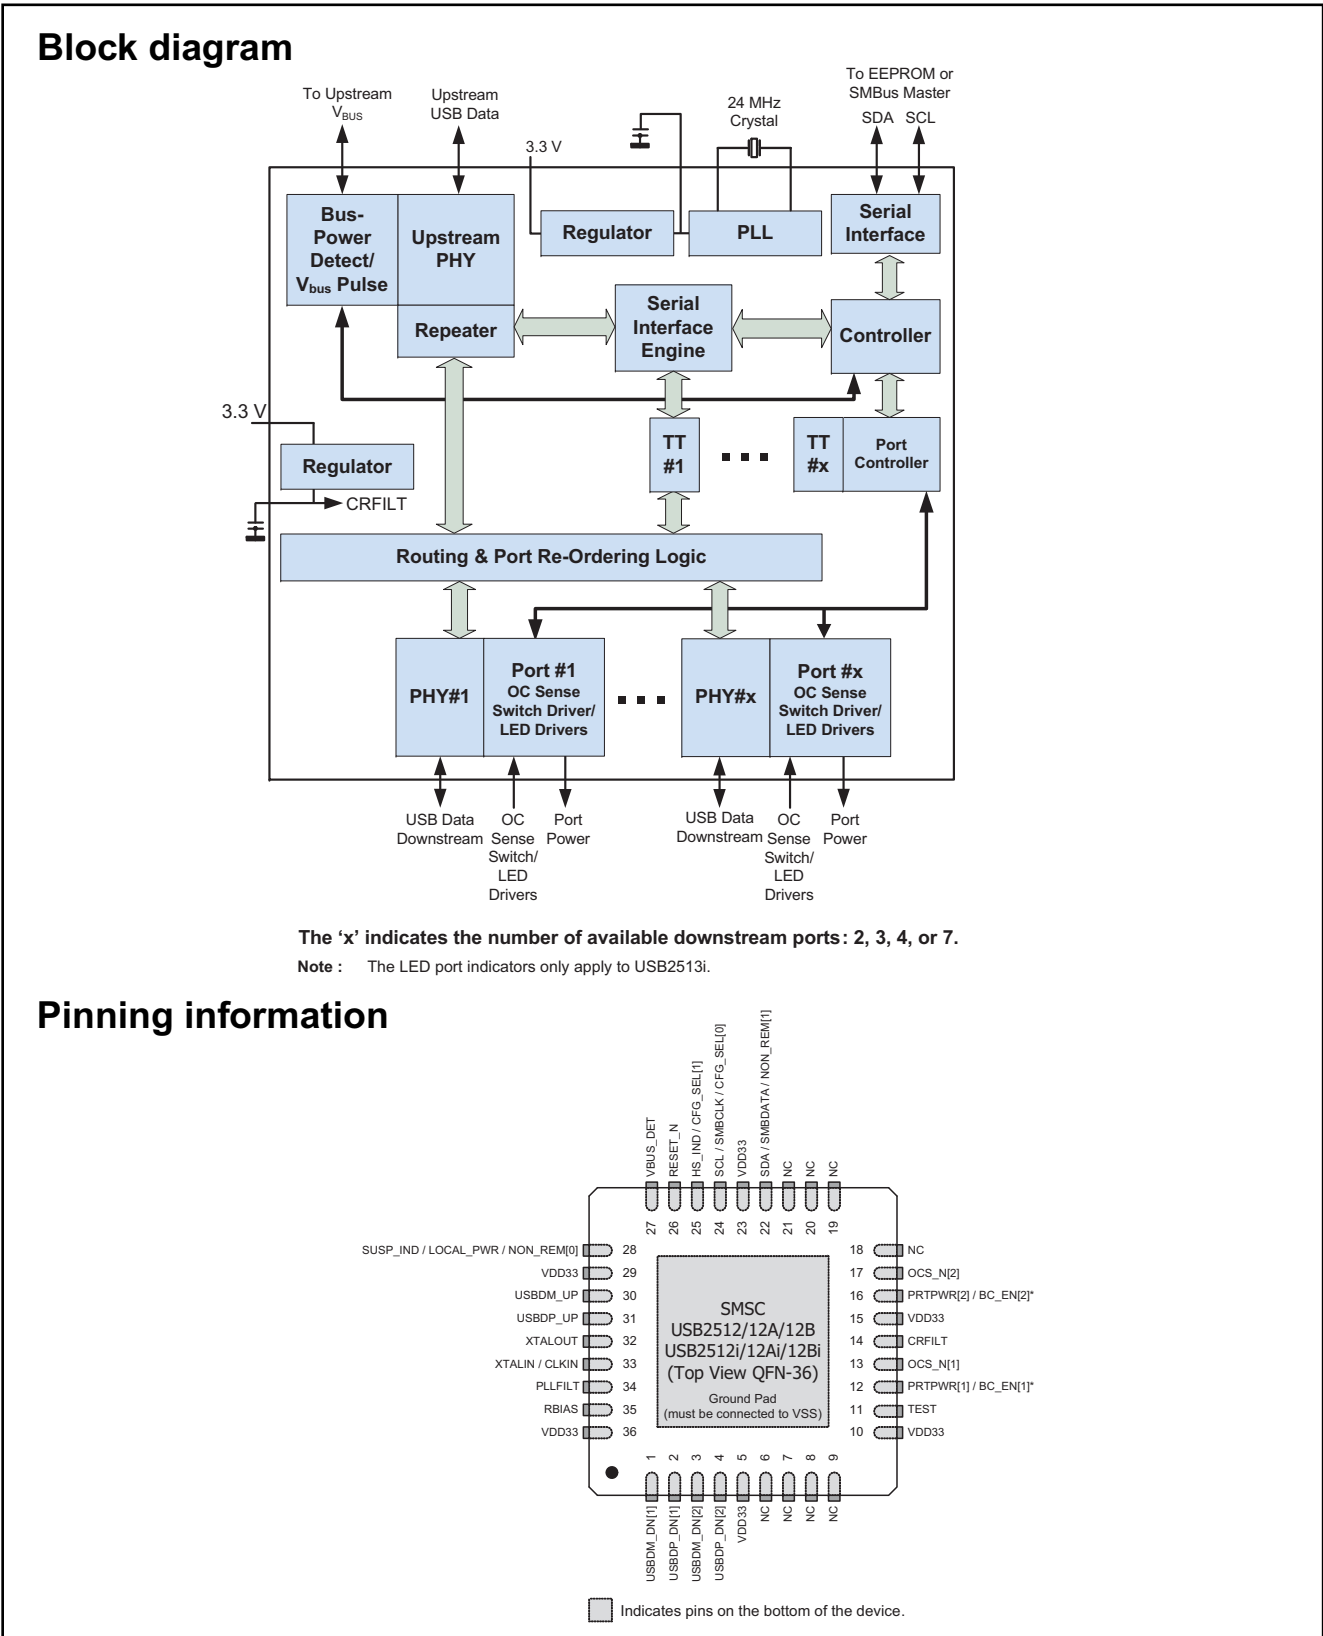 Block diagram
To Upstream
VBUS
Upstream
USB Data
24 MHz
Crystal
To EEPROM or
SMBus Master
SDA SCL
3.3 V
Bus-
Power
Detect/
Vbus Pulse
Upstream
PHY
Regulator
PLL
Serial
Interface
Repeater
Serial
Interface
Engine
Controller
3.3 V
Regulator
CRFILT
TT
#1
TT
#x
Port
Controller
Routing & Port Re-Ordering Logic
PHY#1
Port #1
OC Sense
Switch Driver/
LED Drivers
PHY#x
Port #x
OC Sense
Switch Driver/
LED Drivers
USB Data
Downstream
OC
Sense
Switch/
LED
Drivers
Port
Power
USB Data
Downstream
OC
Sense
Switch/
LED
Drivers
Port
Power
The ‘x’ indicates the number of available downstream ports: 2, 3, 4, or 7.
Note : The LED port indicators only apply to USB2513i.
Pinning information
VBUS_DET
RESET_N
HS_IND / CFG_SEL[1]
SCL / SMBCLK / CFG_SEL[0]
VDD33
SDA / SMBDATA / NON_REM[1]
NC
NC
NC
27 26 25 24 23 22 21 20 19
SUSP_IND / LOCAL_PWR / NON_REM[0] 28
VDD33 29
USBDM_UP 30
USBDP_UP 31
XTALOUT 32
XTALIN / CLKIN 33
PLLFILT 34
RBIAS 35
VDD33 36
SMSC
USB2512/12A/12B
USB2512i/12Ai/12Bi
(Top View QFN-36)
Ground Pad
(must be connected to VSS)
18 NC
17 OCS_N[2]
16 PRTPWR[2] / BC_EN[2]*
15 VDD33
14 CRFILT
13 OCS_N[1]
12 PRTPWR[1] / BC_EN[1]*
11 TEST
10 VDD33
1 2 3 4 5 6 7 8 9
USBDM_DN[1]
USBDP_DN[1]
USBDM_DN[2]
USBDP_DN[2]
VDD33
NC
NC
NC
NC
Indicates pins on the bottom of the device.